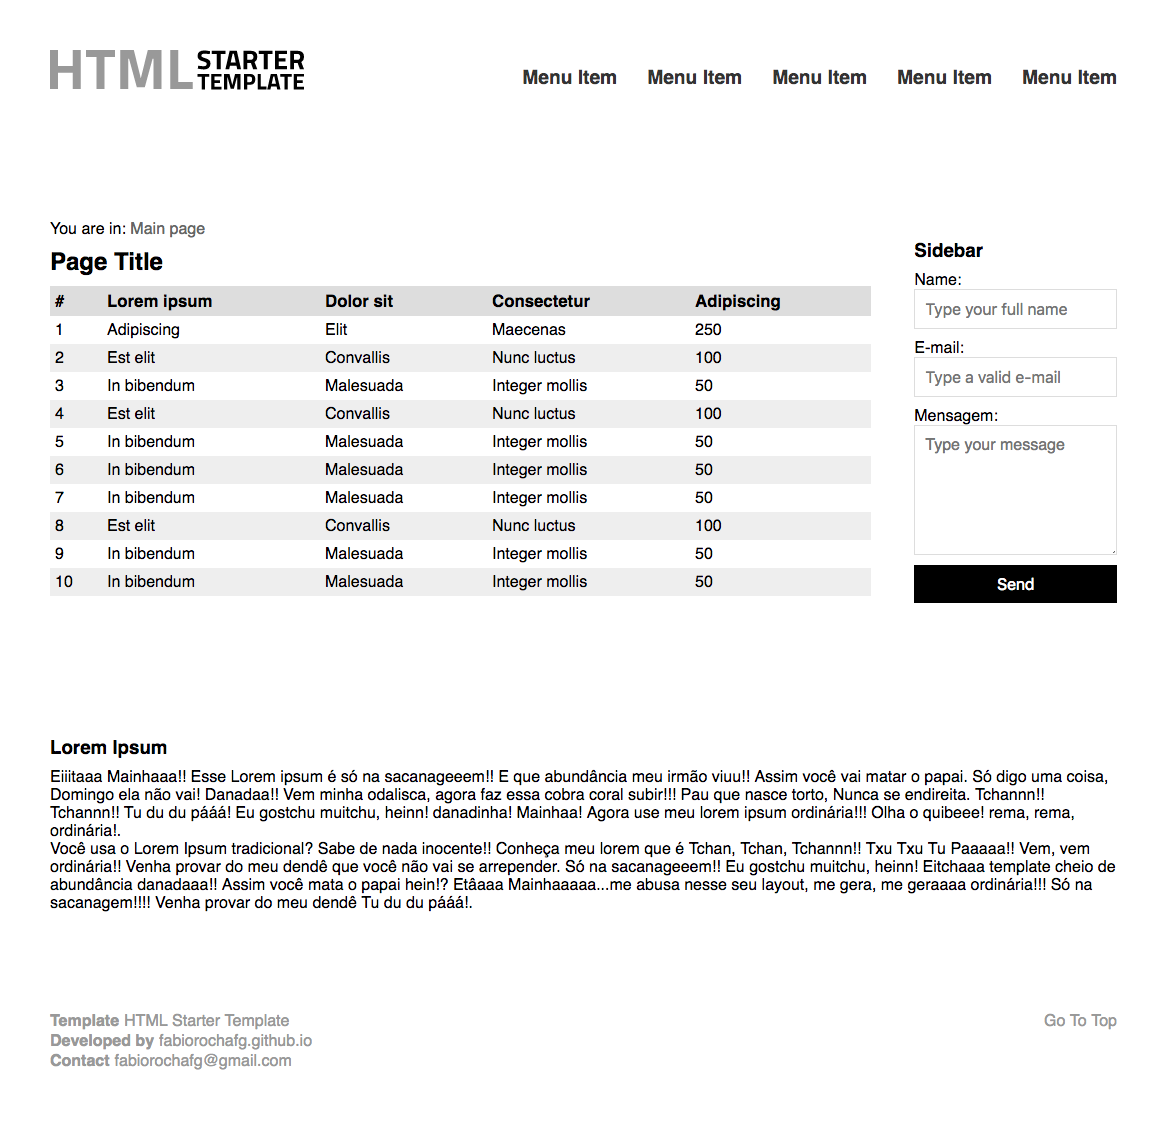 HTML STARTER TEMPLATE
Menu Item Menu Item Menu Item Menu Item Menu Item
You are in: Main page
Page Title
# Lorem ipsum Dolor sit Consectetur Adipiscing
1 Adipiscing Elit Maecenas 250
2 Est elit Convallis Nunc luctus 100
3 In bibendum Malesuada Integer mollis 50
4 Est elit Convallis Nunc luctus 100
5 In bibendum Malesuada Integer mollis 50
6 In bibendum Malesuada Integer mollis 50
7 In bibendum Malesuada Integer mollis 50
8 Est elit Convallis Nunc luctus 100
9 In bibendum Malesuada Integer mollis 50
10 In bibendum Malesuada Integer mollis 50
Sidebar
Name:
Type your full name
E-mail:
Type a valid e-mail
Mensagem:
Type your message
Send
Lorem Ipsum
Eiiitaaa Mainhaaa!! Esse Lorem ipsum é só na sacanageeem!! E que abundância meu irmão viuu!! Assim você vai matar o papai. Só digo uma coisa,
Domingo ela não vai! Danadaa!! Vem minha odalisca, agora faz essa cobra coral subir!!! Pau que nasce torto, Nunca se endireita. Tchannn!!
Tchannn!! Tu du du pááá! Eu gostchu muitchu, heinn! danadinha! Mainhaa! Agora use meu lorem ipsum ordinária!!! Olha o quibeee! rema, rema,
ordinária!.
Você usa o Lorem Ipsum tradicional? Sabe de nada inocente!! Conheça meu lorem que é Tchan, Tchan, Tchannn!! Txu Txu Tu Paaaaa!! Vem, vem
ordinária!! Venha provar do meu dendê que você não vai se arrepender. Só na sacanageeem!! Eu gostchu muitchu, heinn! Eitchaaa template cheio de
abundância danadaaa!! Assim você mata o papai hein!? Etâaaa Mainhaaaaa...me abusa nesse seu layout, me gera, me geraaaa ordinária!!! Só na
sacanagem!!!! Venha provar do meu dendê Tu du du pááá!.
Template HTML Starter Template
Developed by fabiorochafg.github.io
Contact fabiorochafg@gmail.com
Go To Top